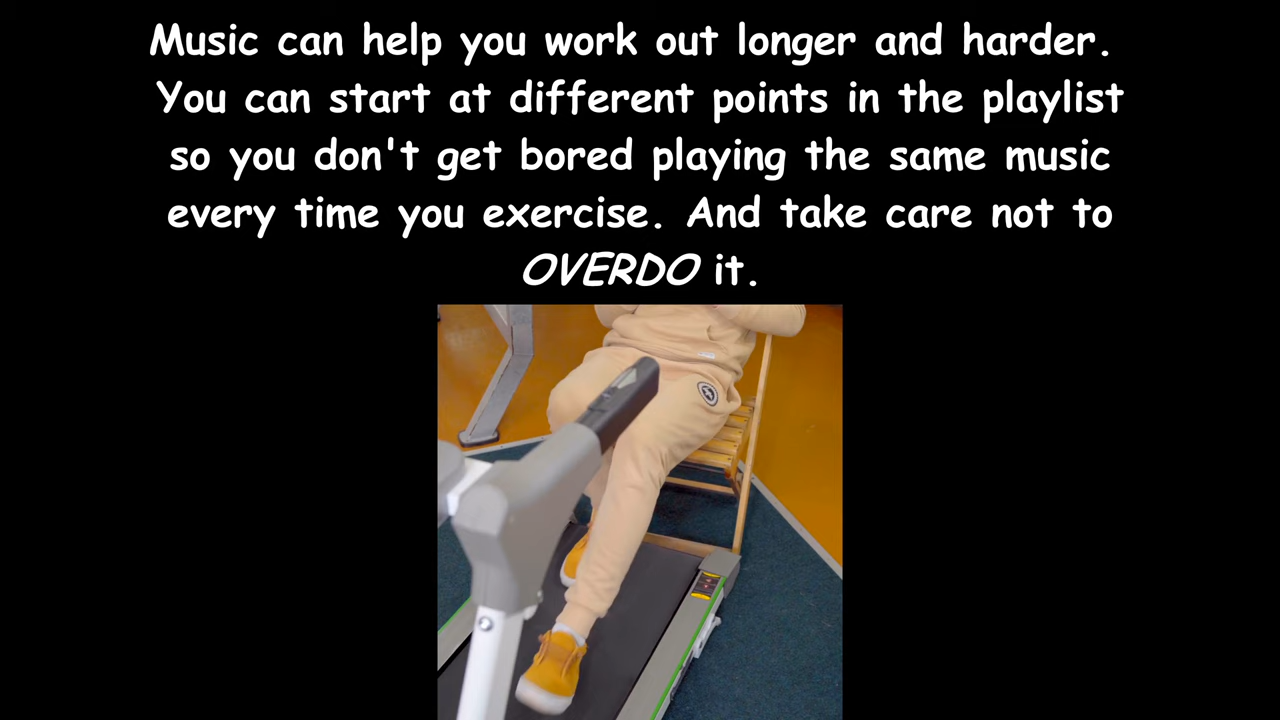 Music can help you work out longer and harder.
You can start at different points in the playlist
so you don't get bored playing the same music
every time you exercise. And take care not to
OVERDO it.